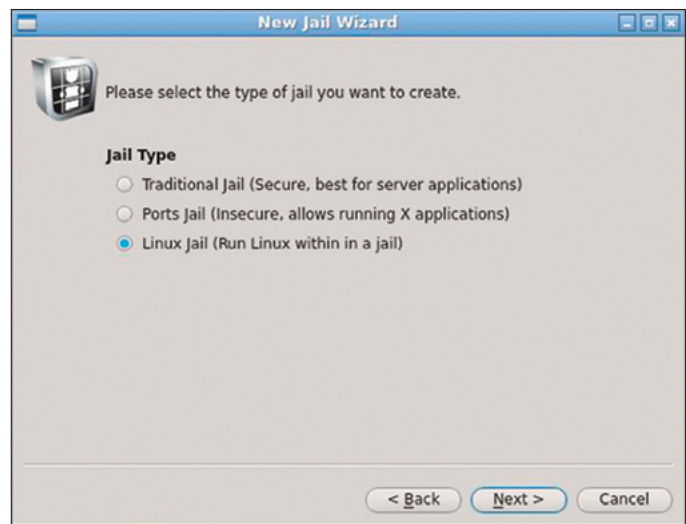 New Jail Wizard
Please select the type of jail you want to create.
Jail Type
Traditional Jail (Secure, best for server applications)
Ports Jail (Insecure, allows running X applications)
Linux Jail (Run Linux within in a jail)
< Back
Next >
Cancel